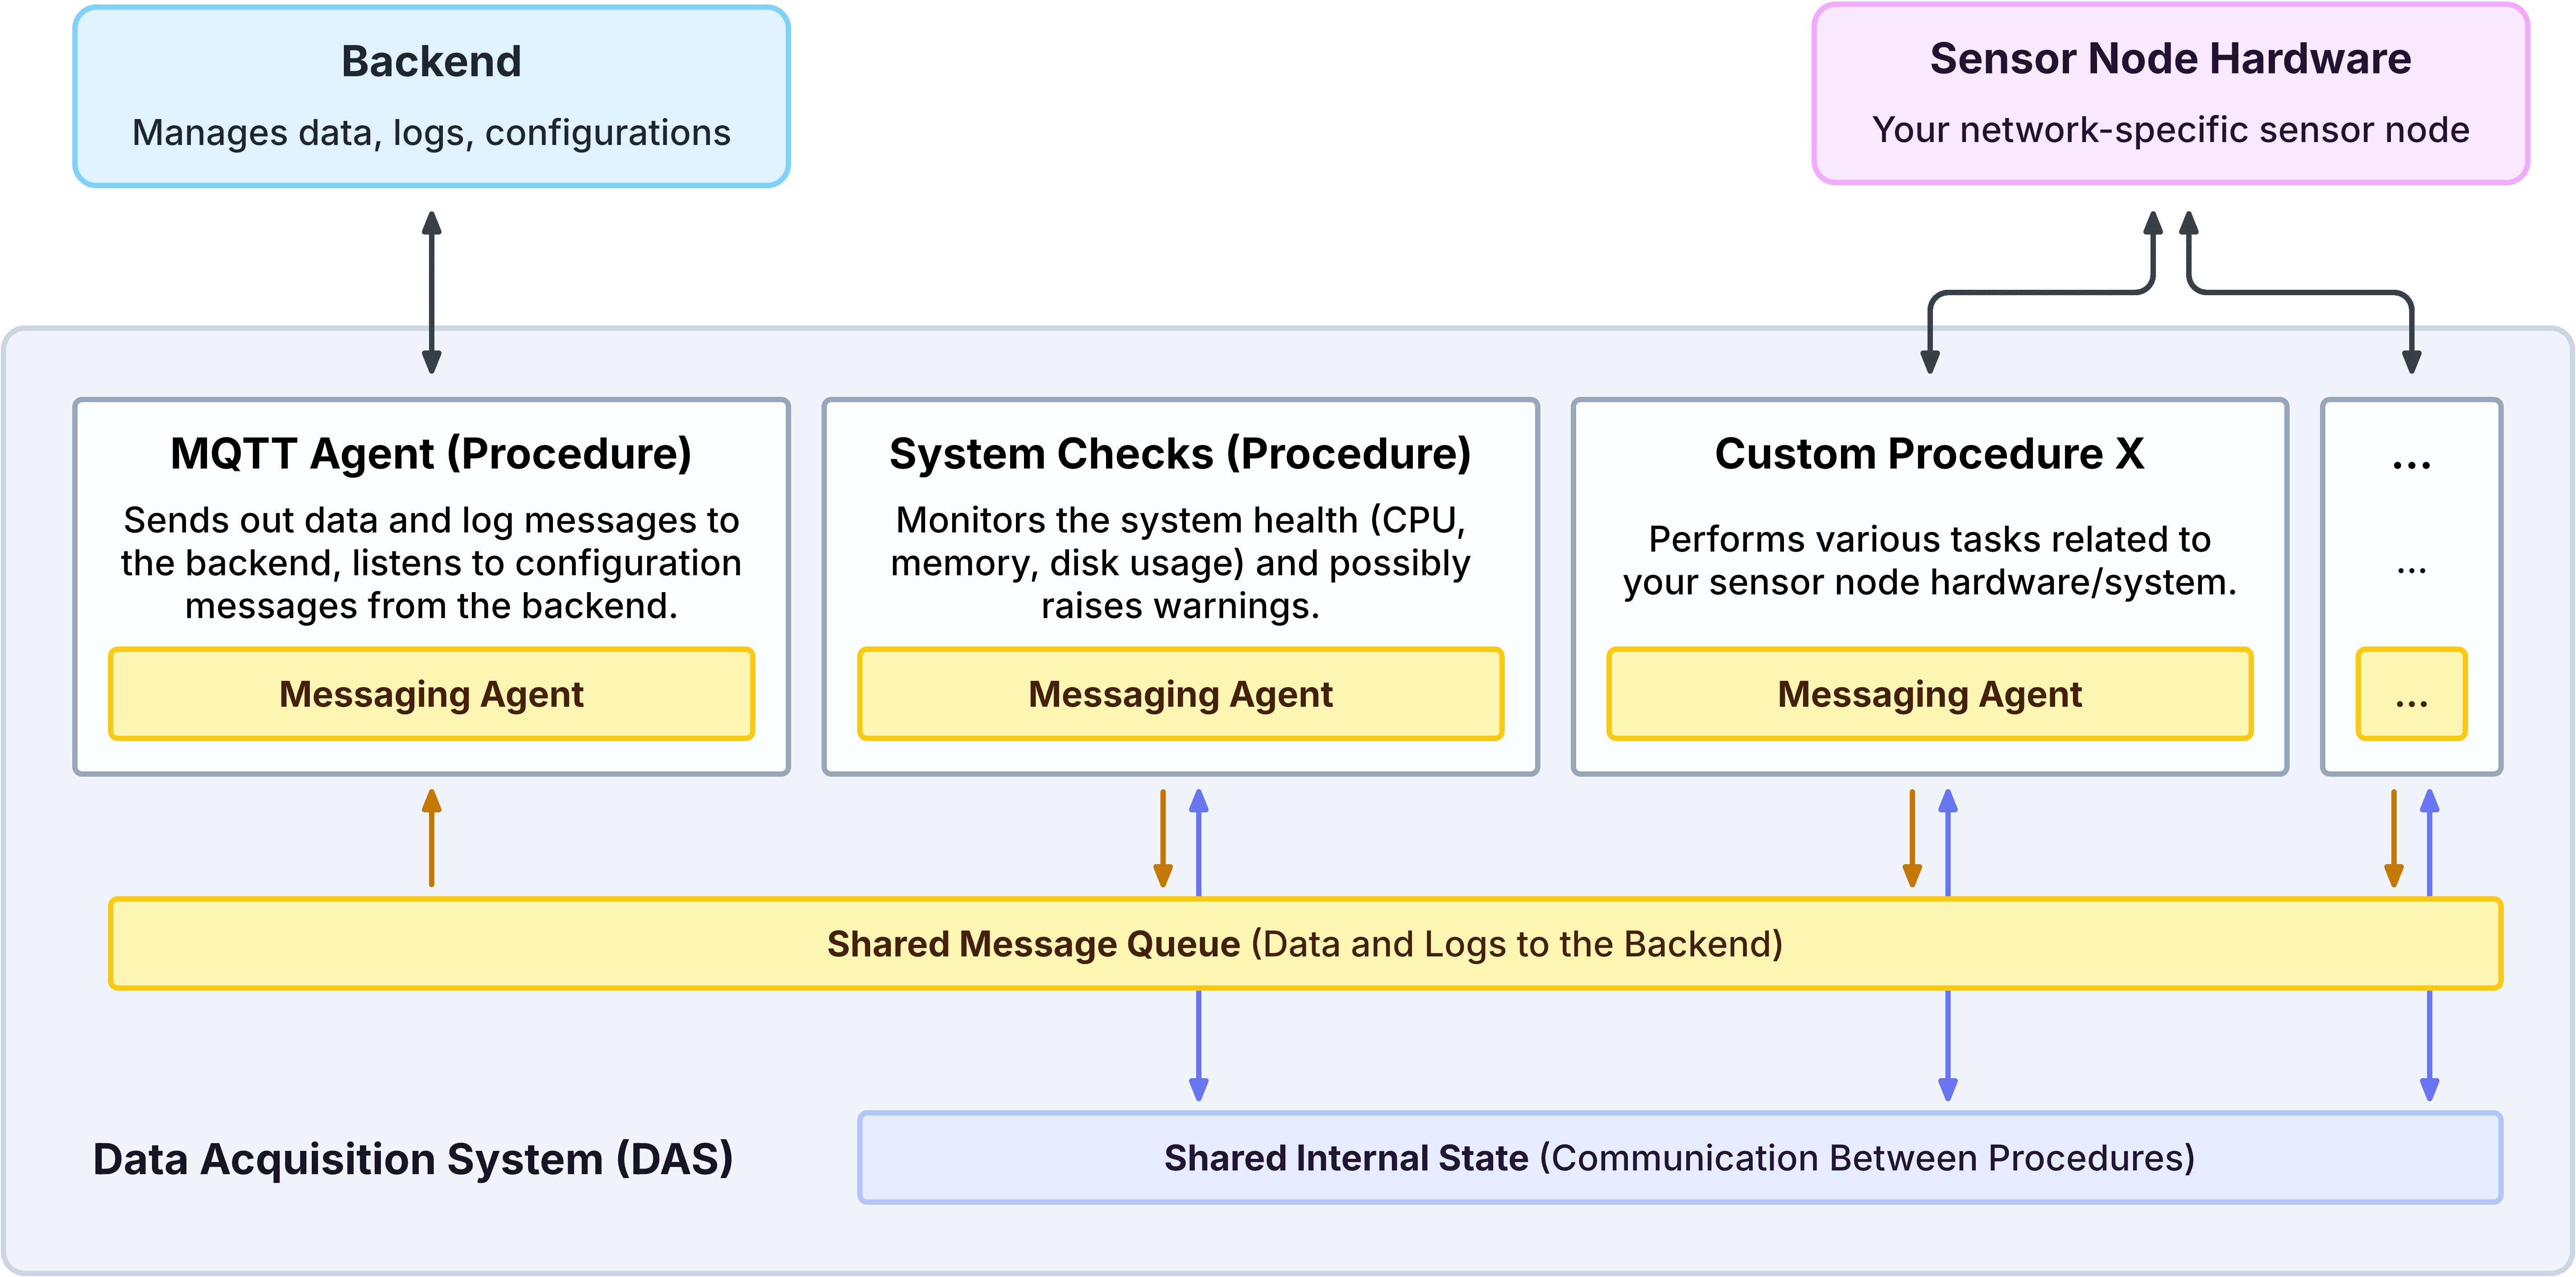 Backend
Manages data, logs, configurations
Sensor Node Hardware
Your network-specific sensor node
MQTT Agent (Procedure)
Sends out data and log messages to
the backend, listens to configuration
messages from the backend.
Messaging Agent
System Checks (Procedure)
Monitors the system health (CPU,
memory, disk usage) and possibly
raises warnings.
Messaging Agent
Custom Procedure X
Performs various tasks related to
your sensor node hardware/system.
Messaging Agent
...
...
...
Shared Message Queue (Data and Logs to the Backend)
Data Acquisition System (DAS)
Shared Internal State (Communication Between Procedures)